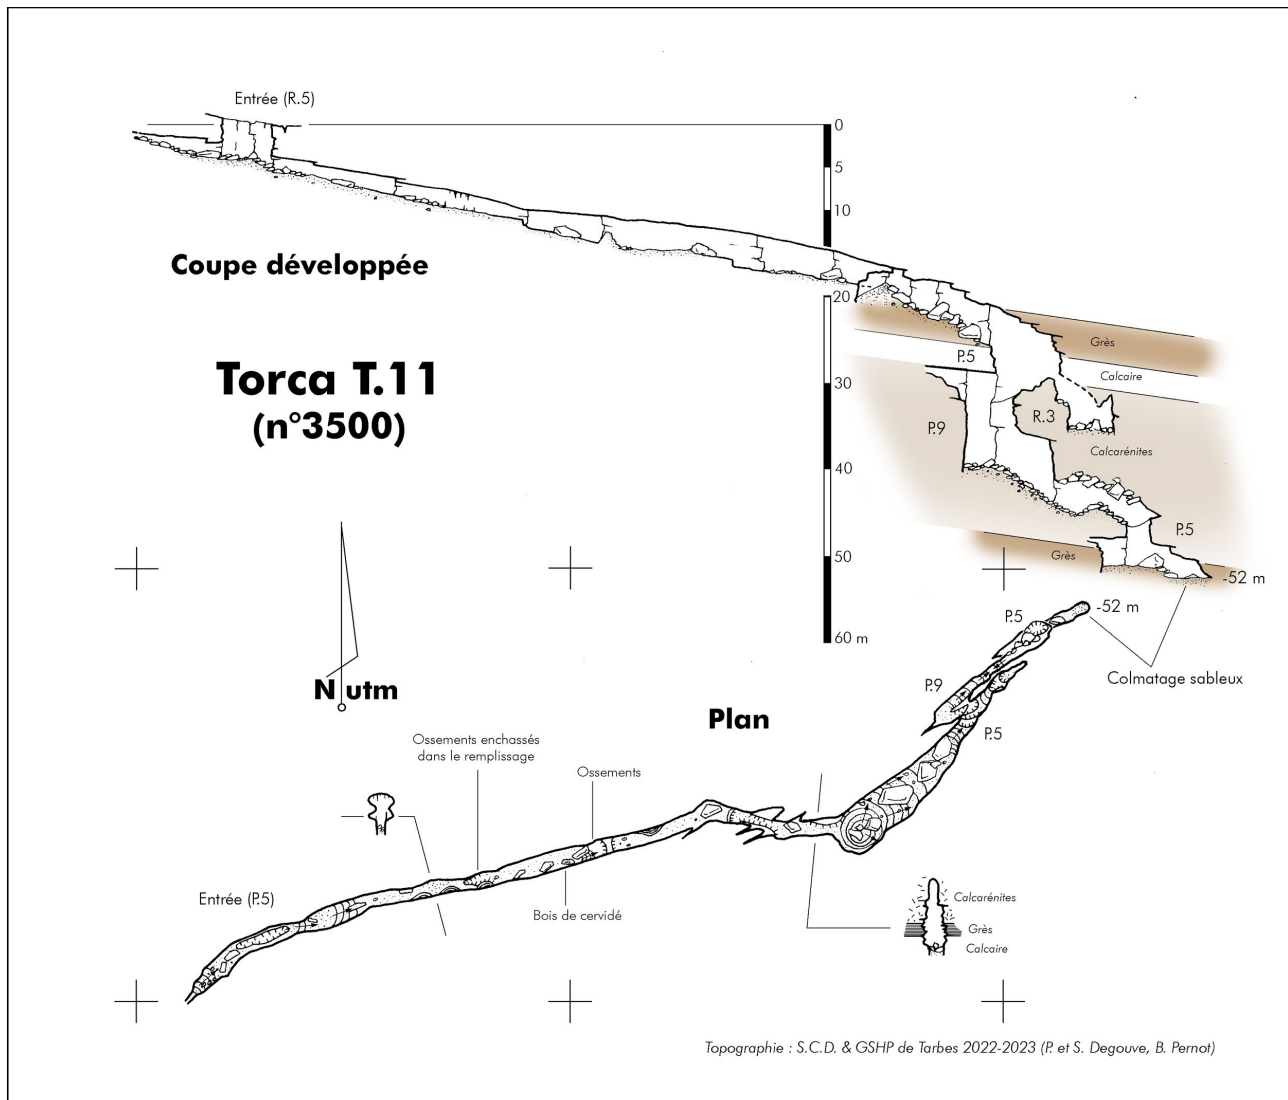 Entrée (R.5)
0
5
10
20
30
40
50
60 m
Coupe développée
Torca T.11
(n°3500)
Grès
P.5
Calcaire
P.9
R.3
Calcarénites
P.5
Grès
-52 m
N utm
Plan
P.5
-52 m
Colmatage sableux
P.9
P.5
Ossements enchassés
dans le remplissage
Ossements
Entrée (P.5)
Bois de cervidé
Calcarénites
Grès
Calcaire
Topographie : S.C.D. & GSHP de Tarbes 2022-2023 (P. et S. Degouve, B. Pernot)